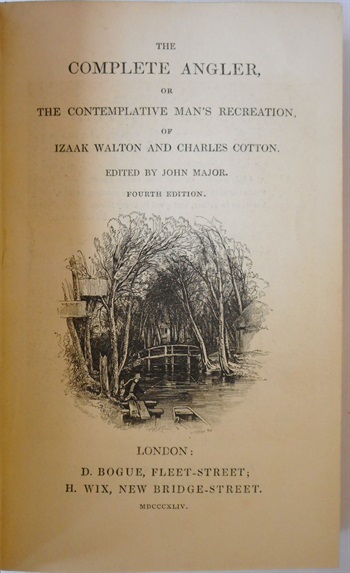 THE
COMPLETE ANGLER,
OR
THE CONTEMPLATIVE MAN'S RECREATION,
OF
IZAAK WALTON AND CHARLES COTTON.
EDITED BY JOHN MAJOR.
FOURTH EDITION.
LONDON:
D. BOGUE, FLEET-STREET;
H. WIX, NEW BRIDGE-STREET.
MDCCCXLIV.